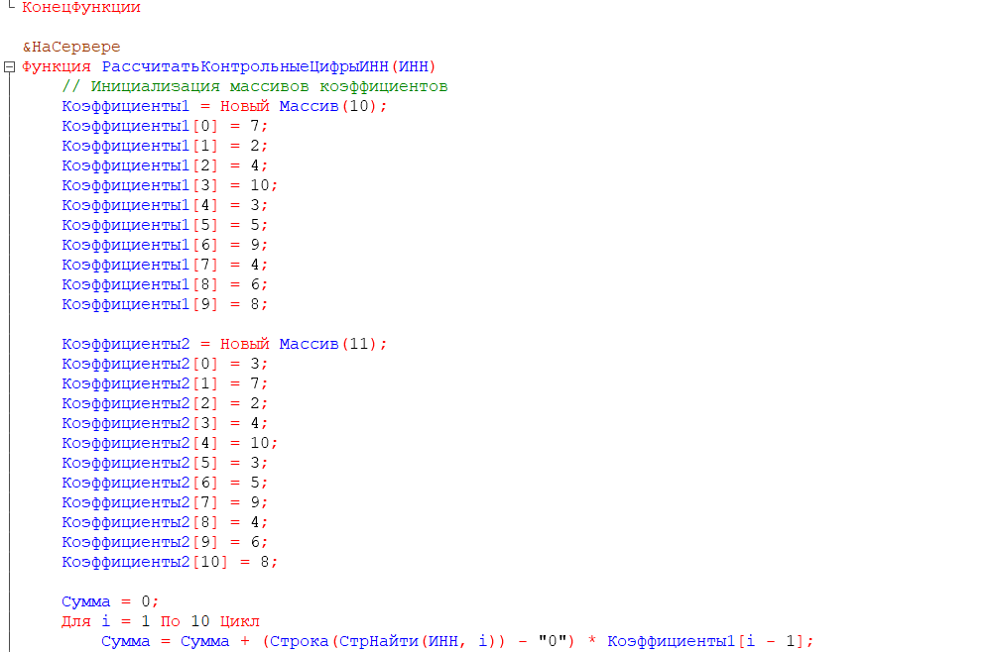 КонецФункции
&НаСервере
Функция РассчитатьКонтрольныеЦифрыИНН(ИНН)
// Инициализация массивов коэффициентов
Коэффициенты1 = Новый Массив(10);
Коэффициенты1[0] = 7;
Коэффициенты1[1] = 2;
Коэффициенты1[2] = 4;
Коэффициенты1[3] = 10;
Коэффициенты1[4] = 3;
Коэффициенты1[5] = 5;
Коэффициенты1[6] = 9;
Коэффициенты1[7] = 4;
Коэффициенты1[8] = 6;
Коэффициенты1[9] = 8;
Коэффициенты2 = Новый Массив(11);
Коэффициенты2[0] = 3;
Коэффициенты2[1] = 7;
Коэффициенты2[2] = 2;
Коэффициенты2[3] = 4;
Коэффициенты2[4] = 10;
Коэффициенты2[5] = 3;
Коэффициенты2[6] = 5;
Коэффициенты2[7] = 9;
Коэффициенты2[8] = 4;
Коэффициенты2[9] = 6;
Коэффициенты2[10] = 8;
Сумма = 0;
Для i = 1 По 10 Цикл
Сумма = Сумма + (Строка(СтрНайти(ИНН, i)) - "0") * Коэффициенты1[i - 1];